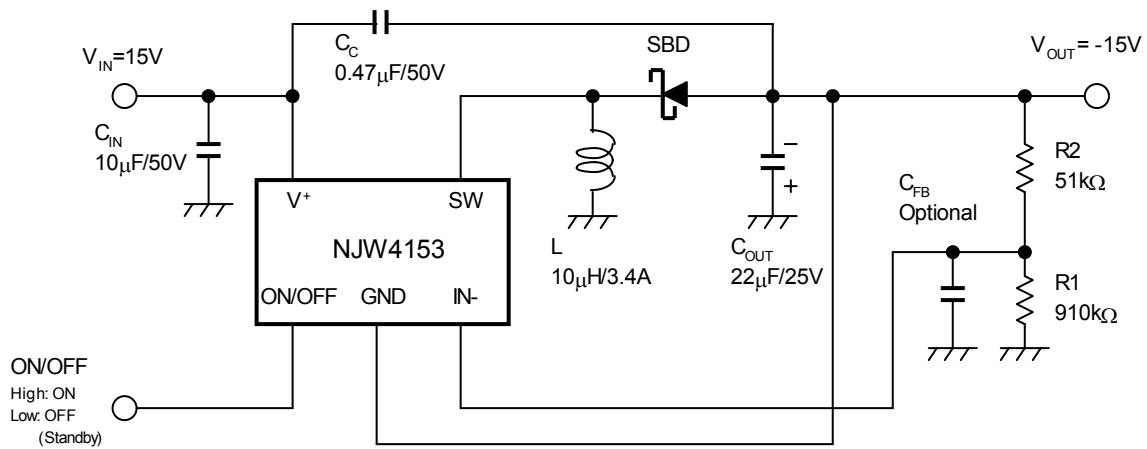 V_IN=15V
C_C
0.47μF/50V
SBD
V_OUT= -15V
C_IN
10μF/50V
V⁺
SW
NJW4153
ON/OFF
GND
IN-
L
10μH/3.4A
−
+
C_OUT
22μF/25V
C_FB
Optional
R2
51kΩ
R1
910kΩ
ON/OFF
High: ON
Low: OFF
(Standby)